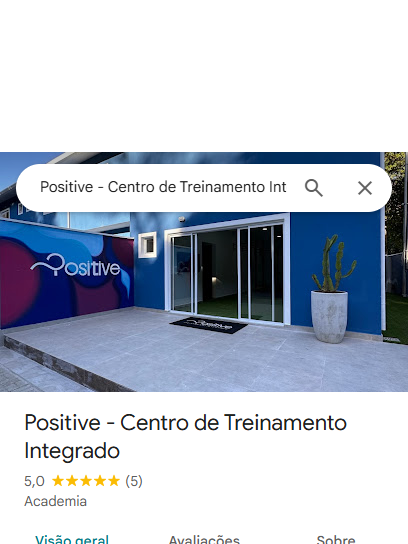 Positive - Centro de Treinamento Int
Positive
Positive
Positive - Centro de Treinamento
Integrado
5,0 (5)
Academia
Visão geral Avaliações Sobre